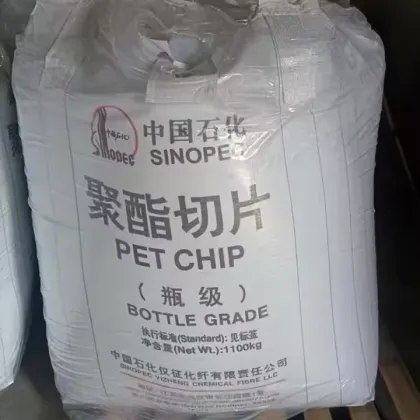 中国石化
SINOPEC
SINOPEC
聚酯切片
PET CHIP
（瓶级）
BOTTLE GRADE
执行标准(Standard): 见标签
净含量(Net Wt.):1100kg
中国石化仪征化纤有限责任公司
SINOPEC YIZHENG CHEMICAL FIBRE LLC